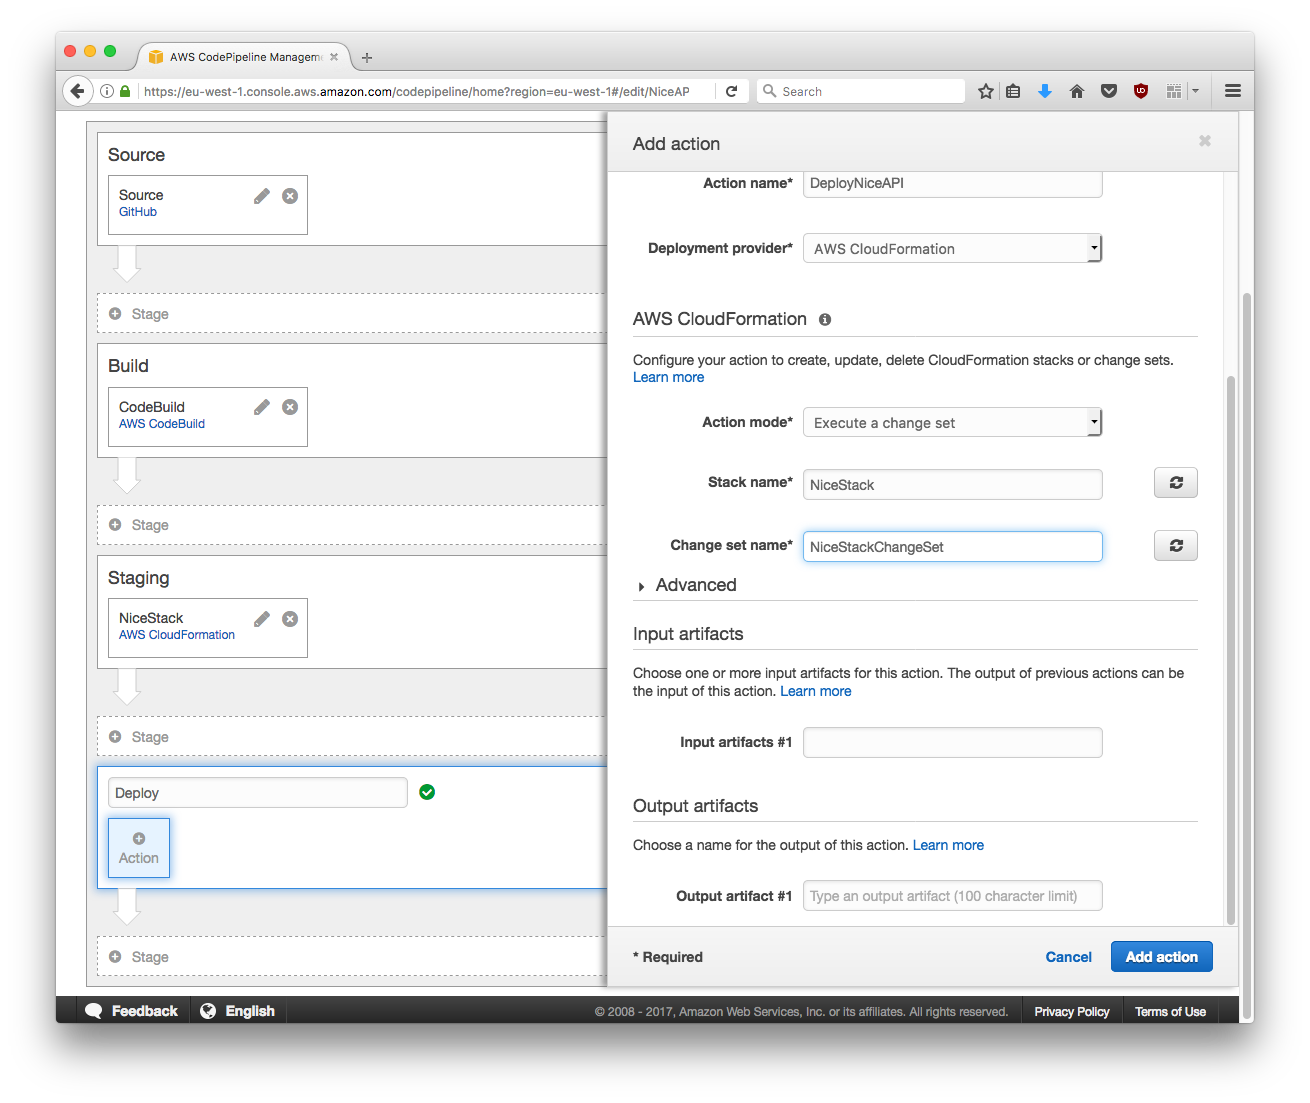 AWS CodePipeline Managem
https://eu-west-1.console.aws.amazon.com/codepipeline/home?region=eu-west-1#/edit/NiceAP
Search
Source
Source
GitHub
Stage
Build
CodeBuild
AWS CodeBuild
Stage
Staging
NiceStack
AWS CloudFormation
Stage
Deploy
Action
Stage
Add action
Action name* DeployNiceAPI
Deployment provider* AWS CloudFormation
AWS CloudFormation
Configure your action to create, update, delete CloudFormation stacks or change sets.
Learn more
Action mode* Execute a change set
Stack name* NiceStack
Change set name* NiceStackChangeSet
Advanced
Input artifacts
Choose one or more input artifacts for this action. The output of previous actions can be
the input of this action. Learn more
Input artifacts #1
Output artifacts
Choose a name for the output of this action. Learn more
Output artifact #1 Type an output artifact (100 character limit)
* Required Cancel Add action
Feedback English © 2008 - 2017, Amazon Web Services, Inc. or its affiliates. All rights reserved. Privacy Policy Terms of Use